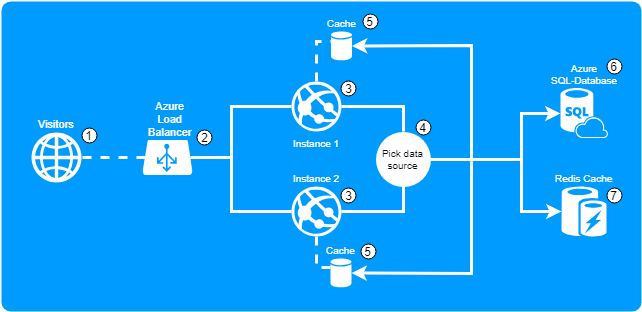 Cache 5
Azure 6
SQL-Database
SQL
3
Azure
Load
Balancer 2
Visitors 1
Instance 1
4
Pick data
source
Instance 2
3
Redis Cache
7
Cache 5